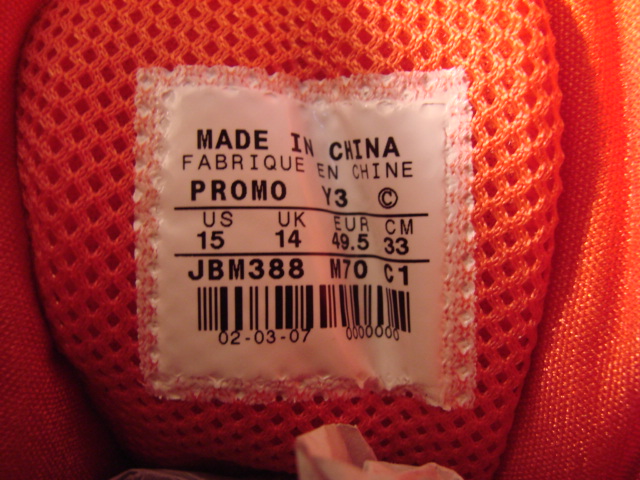 MADE IN CHINA
FABRIQUE EN CHINE
PROMO Y3 ©
US UK EUR CM
15 14 49.5 33
JBM388 M70 C1
02-03-07 0000000